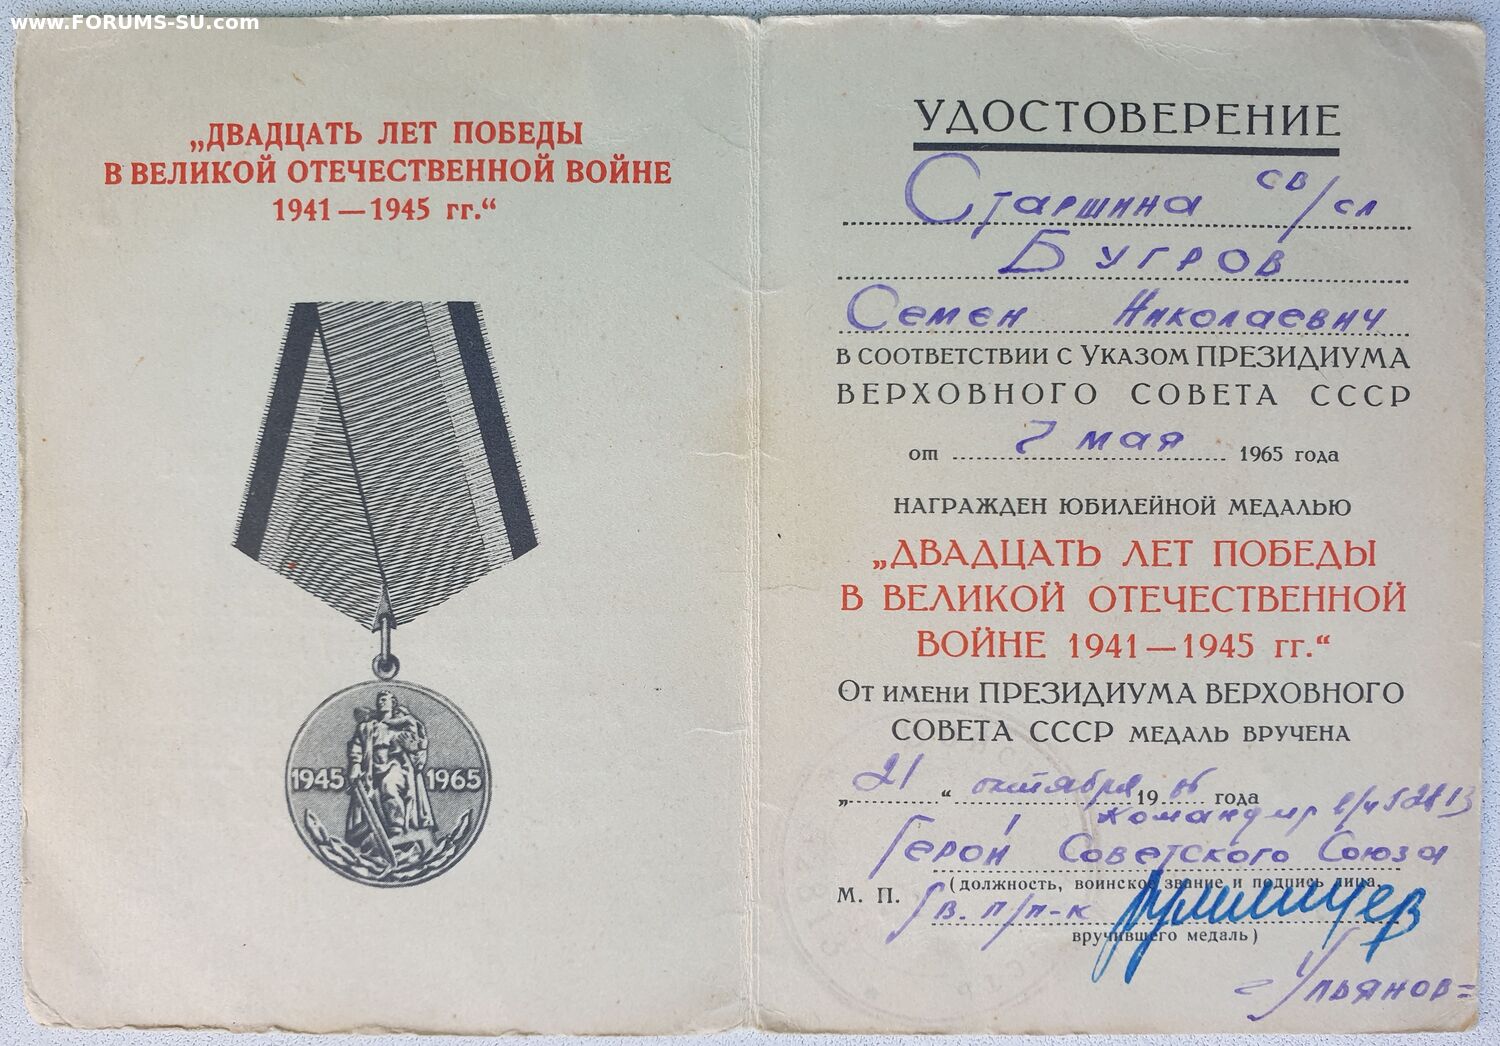 www.FORUMS-SU.com
„ДВАДЦАТЬ ЛЕТ ПОБЕДЫ
В ВЕЛИКОЙ ОТЕЧЕСТВЕННОЙ ВОЙНЕ
1941—1945 гг.“
1945 1965
УДОСТОВЕРЕНИЕ
Старшина св/сл
Бугров
Семен Николаевич
В СООТВЕТСТВИИ С УКАЗОМ ПРЕЗИДИУМА
ВЕРХОВНОГО СОВЕТА СССР
от 7 мая 1965 года
НАГРАЖДЕН ЮБИЛЕЙНОЙ МЕДАЛЬЮ
„ДВАДЦАТЬ ЛЕТ ПОБЕДЫ
В ВЕЛИКОЙ ОТЕЧЕСТВЕННОЙ
ВОЙНЕ 1941—1945 гг.“
ОТ ИМЕНИ ПРЕЗИДИУМА ВЕРХОВНОГО
СОВЕТА СССР МЕДАЛЬ ВРУЧЕНА
„21“ октября 1966 года
Командир в/ч 52813
Герой Советского Союза
(должность, воинское звание и подпись лица,
М. П. Гв. п/п-к
вручившего медаль)
=Ульянов=